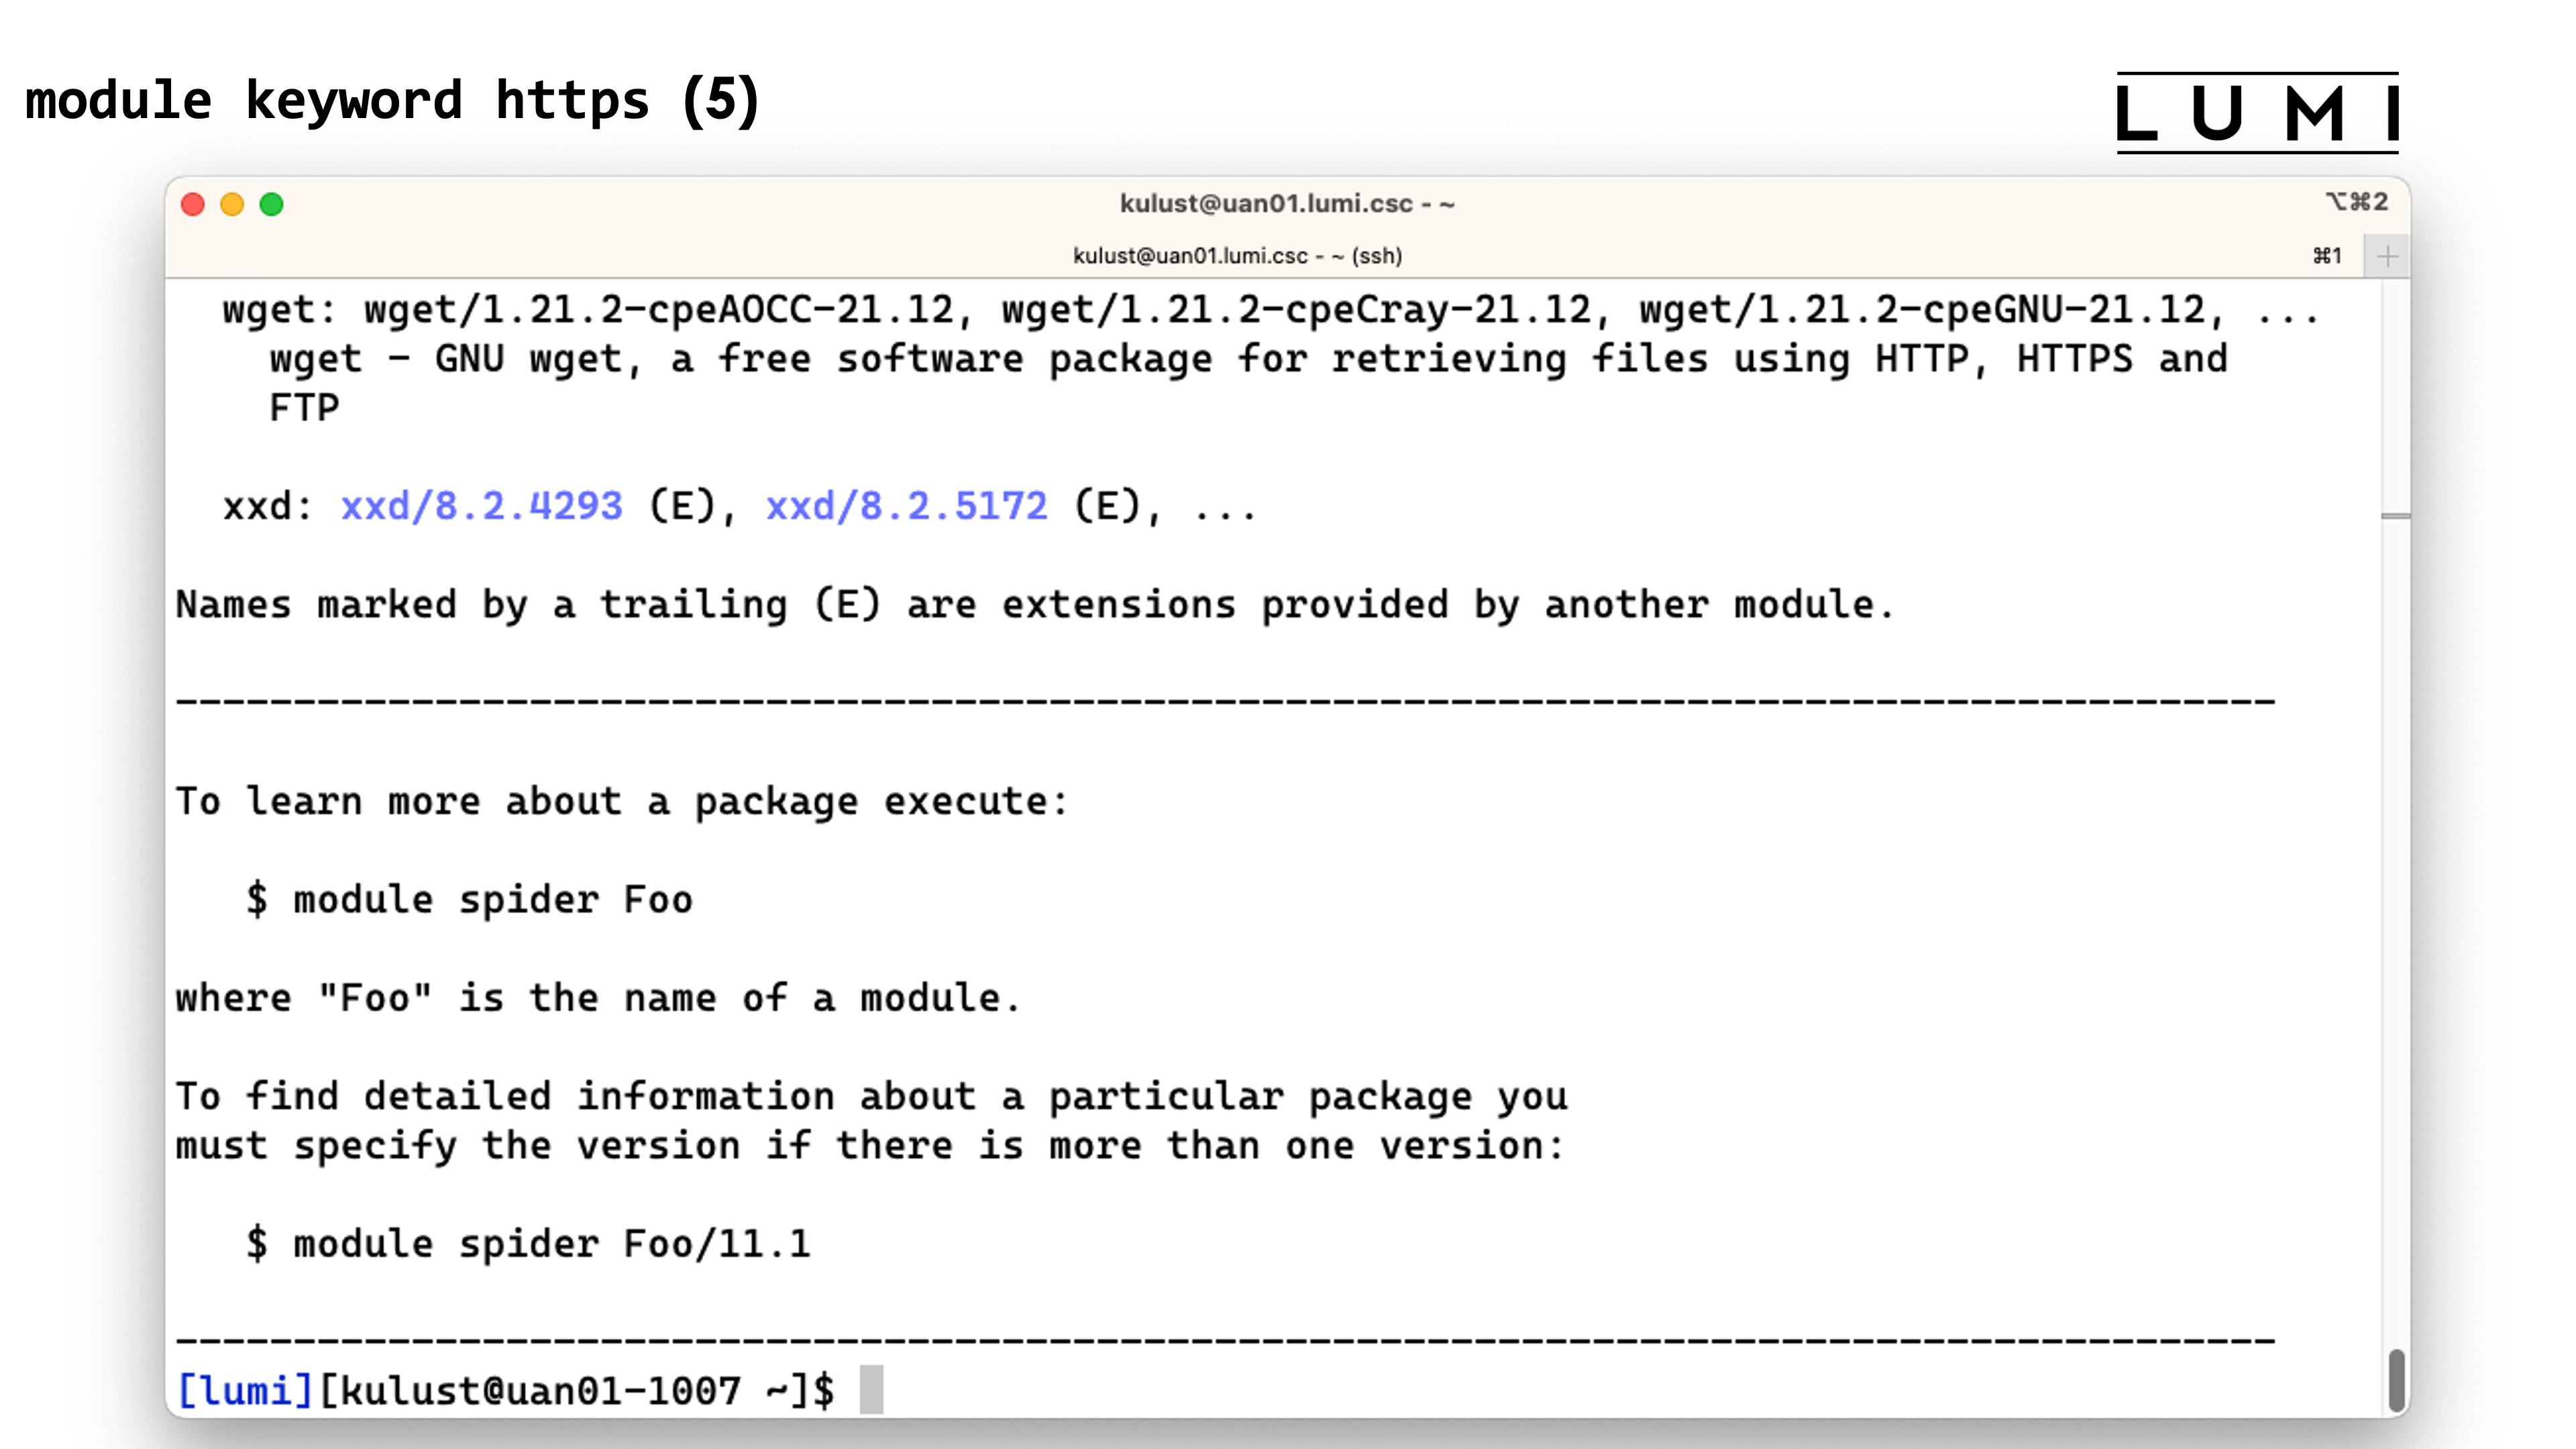 module keyword https (5)
LUMI
kulust@uan01.lumi.csc - ~
⌥⌘2
kulust@uan01.lumi.csc - ~ (ssh)
⌘1
+
wget: wget/1.21.2-cpeAOCC-21.12, wget/1.21.2-cpeCray-21.12, wget/1.21.2-cpeGNU-21.12, ...
wget - GNU wget, a free software package for retrieving files using HTTP, HTTPS and
FTP
xxd: xxd/8.2.4293 (E), xxd/8.2.5172 (E), ...
Names marked by a trailing (E) are extensions provided by another module.
-----------------------------------------------------------------------------------------
To learn more about a package execute:
$ module spider Foo
where "Foo" is the name of a module.
To find detailed information about a particular package you
must specify the version if there is more than one version:
$ module spider Foo/11.1
-----------------------------------------------------------------------------------------
[lumi][kulust@uan01-1007 ~]$